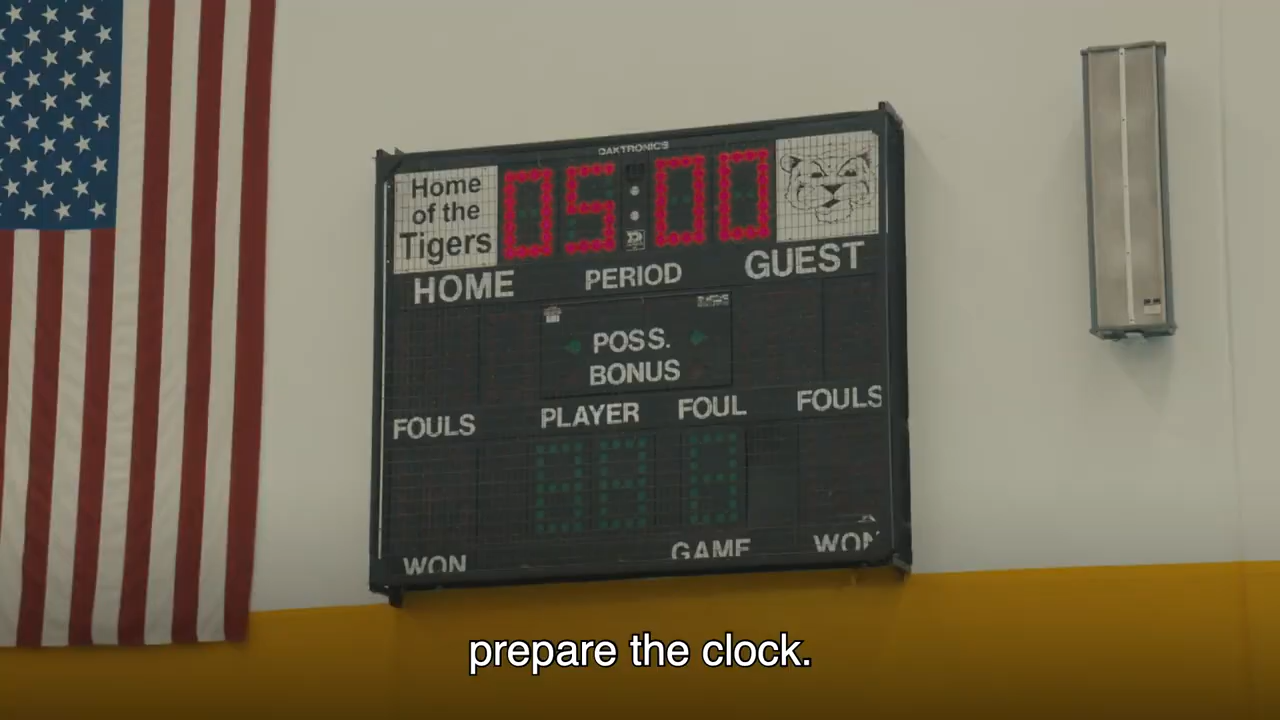 DAKTRONICS
Home
of the
Tigers
05:00
HOME
PERIOD
GUEST
POSS.
BONUS
FOULS
PLAYER
FOUL
FOULS
WON
GAME
WON
prepare the clock.